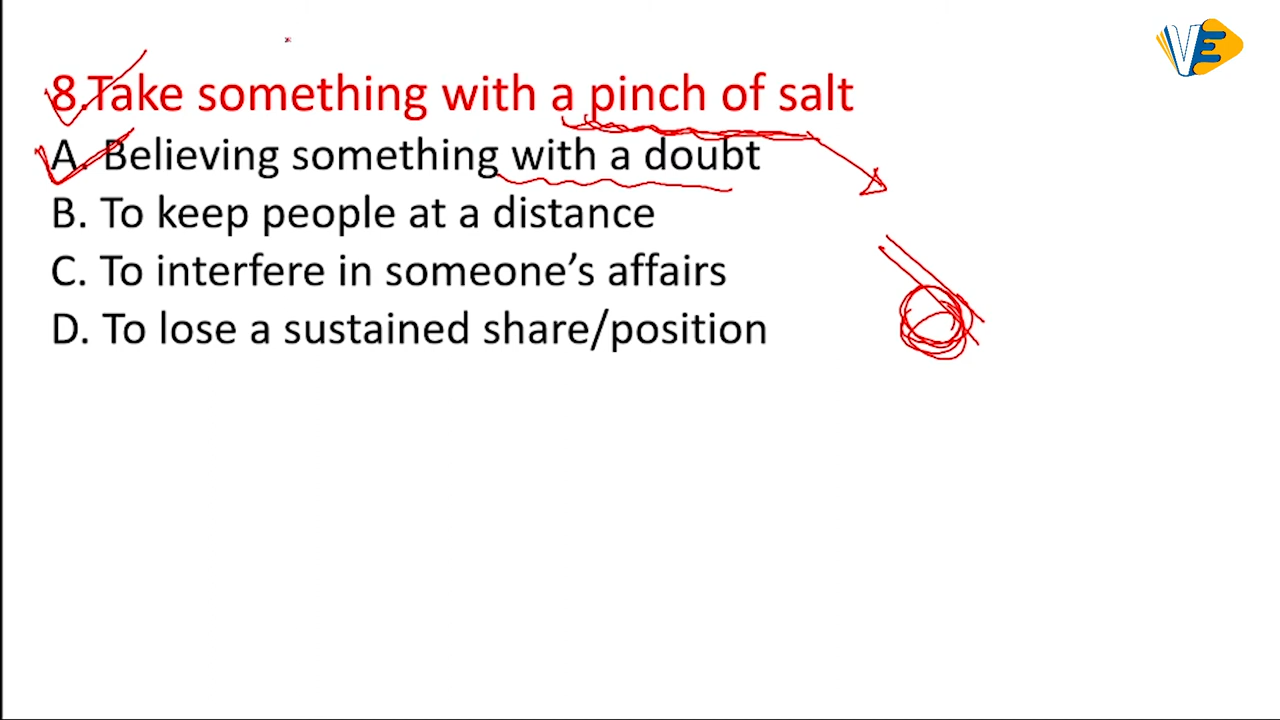 VE
8.Take something with a pinch of salt
A. Believing something with a doubt
B. To keep people at a distance
C. To interfere in someone’s affairs
D. To lose a sustained share/position